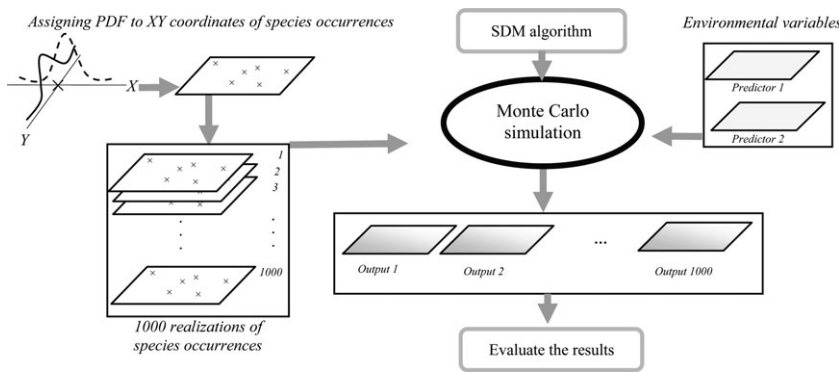 Assigning PDF to XY coordinates of species occurrences
X
Y
1
2
3
.
.
.
.
.
.
1000
1000 realizations of
species occurrences
SDM algorithm
Monte Carlo
simulation
Environmental variables
Predictor 1
Predictor 2
Output 1
Output 2
...
Output 1000
Evaluate the results